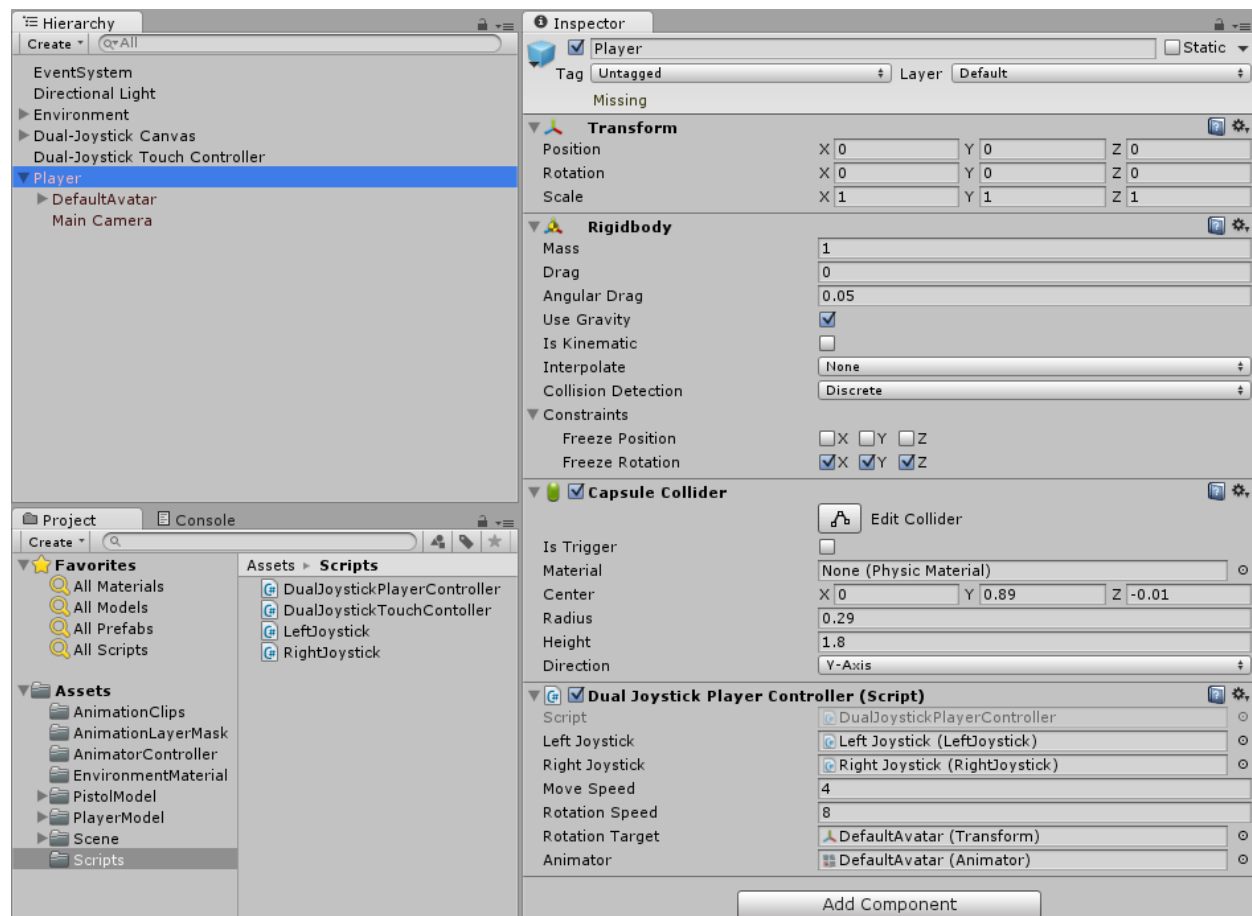 Hierarchy
Create All
EventSystem
Directional Light
Environment
Dual-Joystick Canvas
Dual-Joystick Touch Controller
Player
DefaultAvatar
Main Camera
Project Console
Create
Favorites
All Materials
All Models
All Prefabs
All Scripts
Assets
AnimationClips
AnimationLayerMask
AnimatorController
EnvironmentMaterial
PistolModel
PlayerModel
Scene
Scripts
Assets Scripts
DualJoystickPlayerController
DualJoystickTouchContoller
LeftJoystick
RightJoystick
Inspector
Player Static
Tag Untagged Layer Default
Missing
Transform
Position X 0 Y 0 Z 0
Rotation X 0 Y 0 Z 0
Scale X 1 Y 1 Z 1
Rigidbody
Mass 1
Drag 0
Angular Drag 0.05
Use Gravity
Is Kinematic
Interpolate None
Collision Detection Discrete
Constraints
Freeze Position X Y Z
Freeze Rotation X Y Z
Capsule Collider
Edit Collider
Is Trigger
Material None (Physic Material)
Center X 0 Y 0.89 Z -0.01
Radius 0.29
Height 1.8
Direction Y-Axis
Dual Joystick Player Controller (Script)
Script DualJoystickPlayerController
Left Joystick Left Joystick (LeftJoystick)
Right Joystick Right Joystick (RightJoystick)
Move Speed 4
Rotation Speed 8
Rotation Target DefaultAvatar (Transform)
Animator DefaultAvatar (Animator)
Add Component